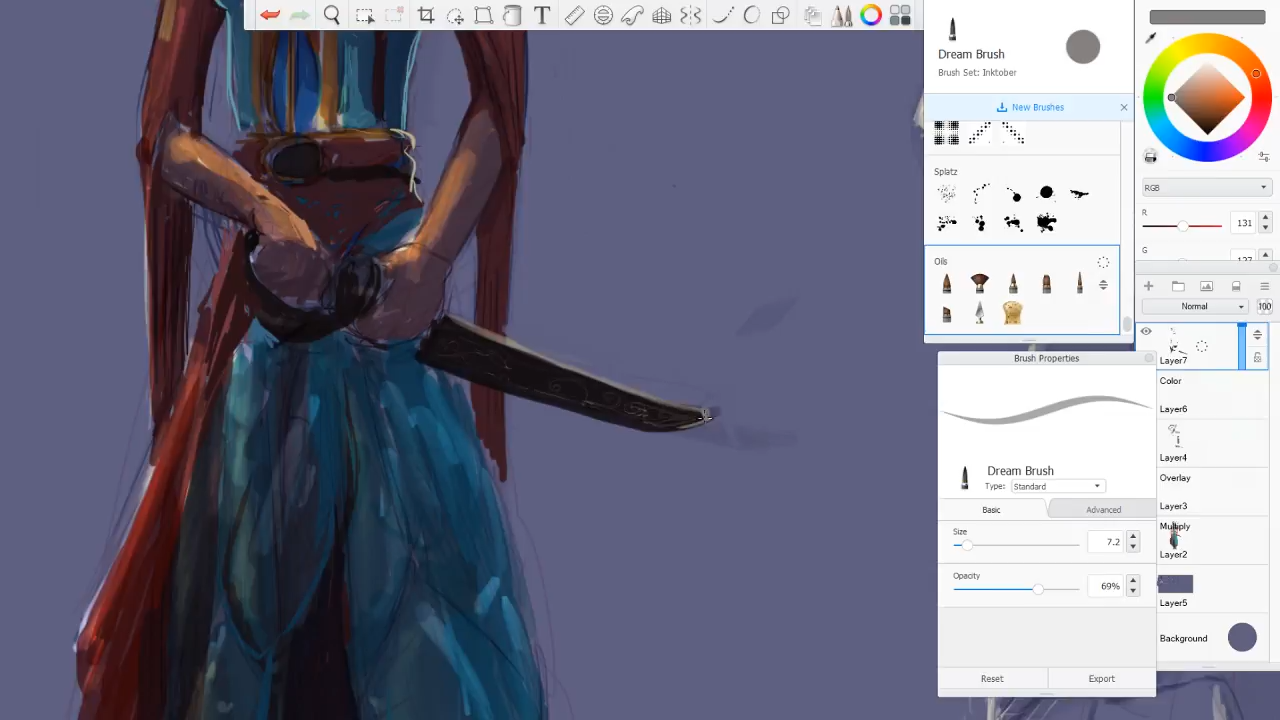 T
Dream Brush
Brush Set: Inktober
New Brushes
Splatz
Oils
RGB
R
131
G
Normal
100
Layer7
Color
Layer6
Layer4
Overlay
Layer3
Multiply
Layer2
Layer5
Background
Brush Properties
Dream Brush
Type: Standard
Basic
Advanced
Size
7.2
Opacity
69%
Reset
Export